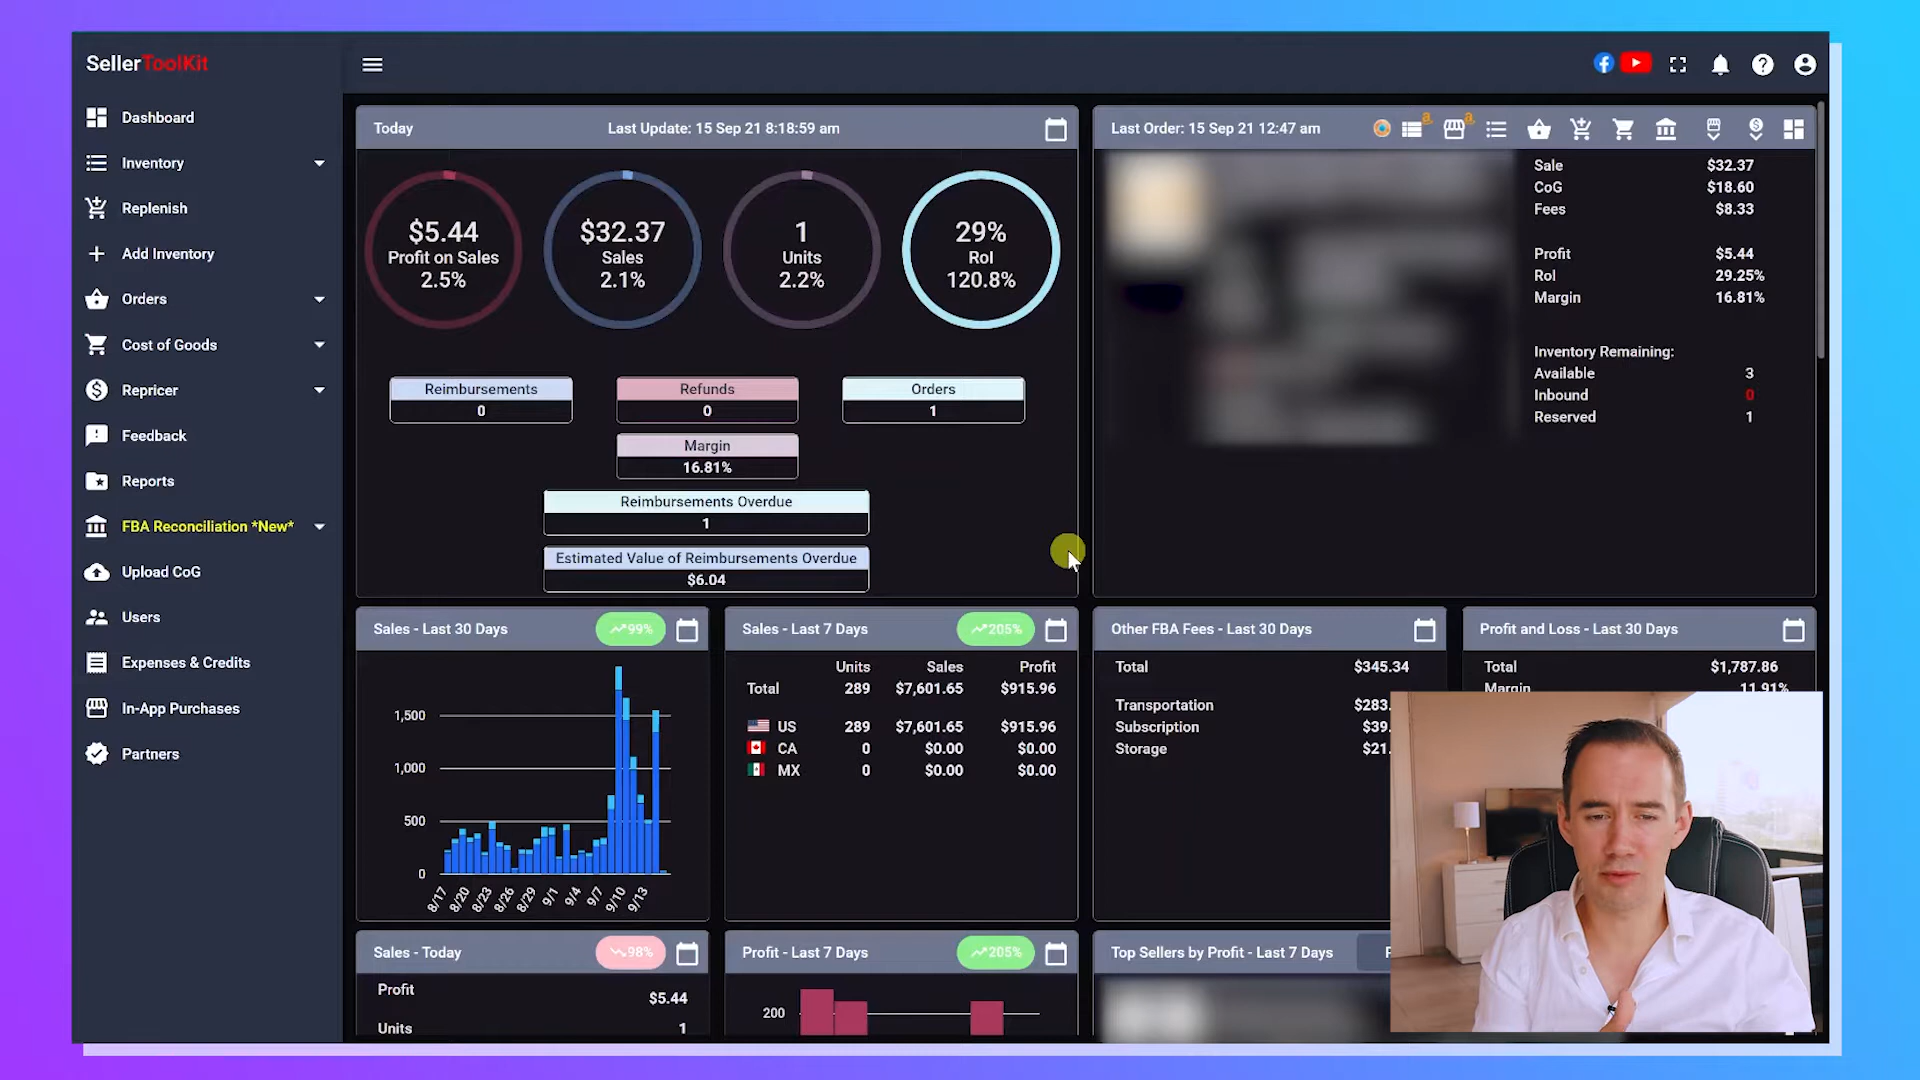 SellerToolKit
Dashboard
Inventory
Replenish
Add Inventory
Orders
Cost of Goods
Repricer
Feedback
Reports
FBA Reconciliation *New*
Upload CoG
Users
Expenses & Credits
In-App Purchases
Partners
Today
Last Update: 15 Sep 21 8:18:59 am
$5.44
Profit on Sales
2.5%
$32.37
Sales
2.1%
1
Units
2.2%
29%
RoI
120.8%
Reimbursements
0
Refunds
0
Orders
1
Margin
16.81%
Reimbursements Overdue
1
Estimated Value of Reimbursements Overdue
$6.04
Last Order: 15 Sep 21 12:47 am
Sale $32.37
CoG $18.60
Fees $8.33
Profit $5.44
RoI 29.25%
Margin 16.81%
Inventory Remaining:
Available 3
Inbound 0
Reserved 1
Sales - Last 30 Days 99%
1,500
1,000
500
0
8/17 8/20 8/23 8/26 8/29 9/1 9/4 9/7 9/10 9/13
Sales - Last 7 Days 205%
Units Sales Profit
Total 289 $7,601.65 $915.96
US 289 $7,601.65 $915.96
CA 0 $0.00 $0.00
MX 0 $0.00 $0.00
Other FBA Fees - Last 30 Days
Total $345.34
Transportation $283.
Subscription $39.
Storage $21.
Profit and Loss - Last 30 Days
Total $1,787.86
Margin 11.91%
Sales - Today 98%
Profit $5.44
Units 1
Profit - Last 7 Days 205%
200
Top Sellers by Profit - Last 7 Days